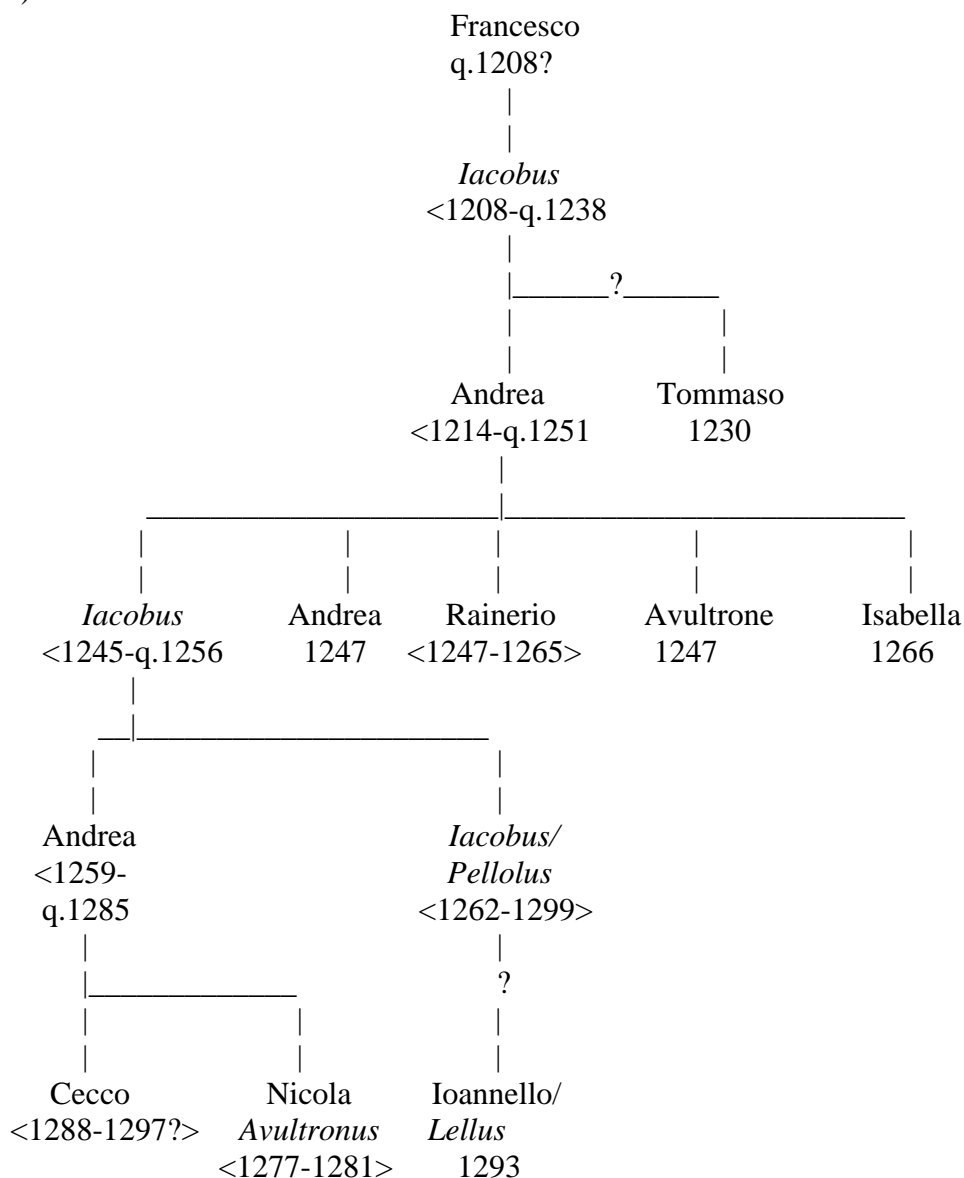 )
Francesco
q.1208?
Iacobus
<1208-q.1238
?
Andrea Tommaso
<1214-q.1251 1230
Iacobus Andrea Rainerio Avultrone Isabella
<1245-q.1256 1247 <1247-1265> 1247 1266
Andrea Iacobus/
<1259- Pellolus
q.1285 <1262-1299>
?
Cecco Nicola Ioannello/
<1288-1297?> Avultronus Lellus
<1277-1281> 1293